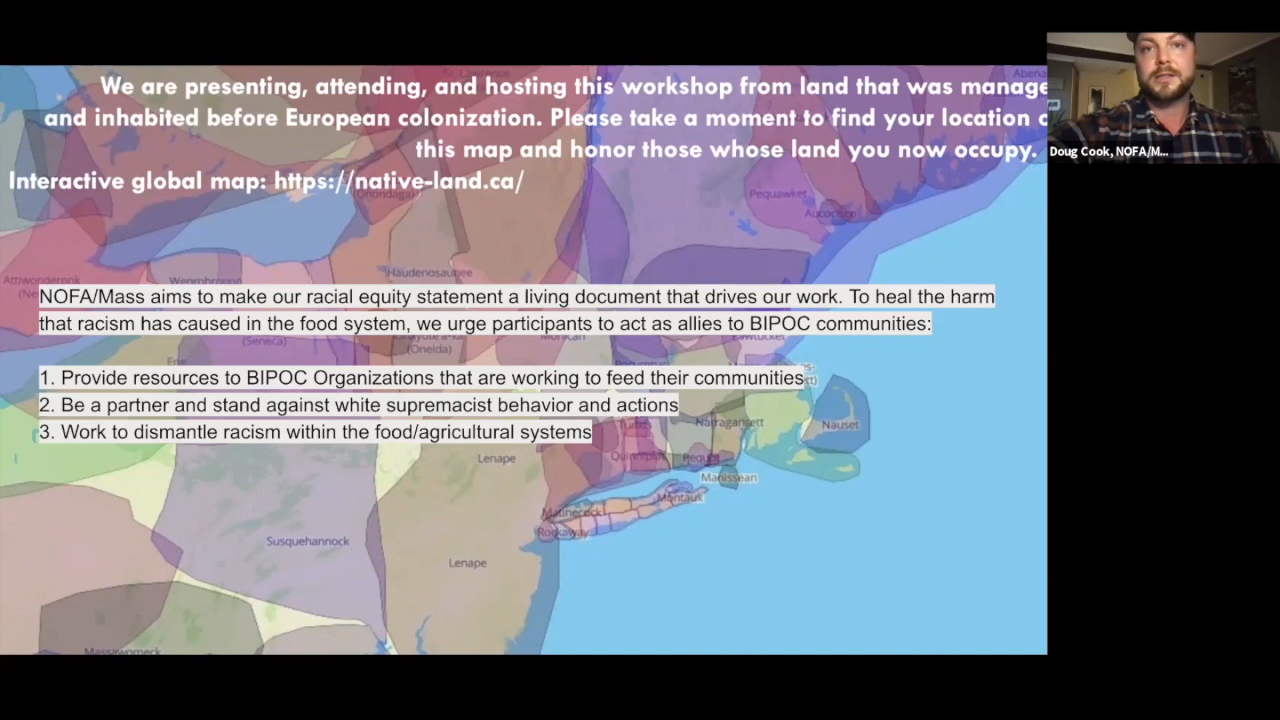 We are presenting, attending, and hosting this workshop from land that was manage
and inhabited before European colonization. Please take a moment to find your location
this map and honor those whose land you now occupy.
Interactive global map: https://native-land.ca/
Doug Cook, NOFA/M...
NOFA/Mass aims to make our racial equity statement a living document that drives our work. To heal the harm
that racism has caused in the food system, we urge participants to act as allies to BIPOC communities:
1. Provide resources to BIPOC Organizations that are working to feed their communities
2. Be a partner and stand against white supremacist behavior and actions
3. Work to dismantle racism within the food/agricultural systems
St. Lawrence
Abena
(Onondaga)
Pequawket
Aucocisco
Attiwonderonk
(Ne
Wenrohronon
Haudenosaunee
(Seneca)
(Oneida)
Mohican
Pawtucket
Erie
Narragansett
Nauset
Lenape
Quinnipiac
Pequot
Manissean
Montauk
Matinecock
Rockaway
Susquehannock
Lenape
Massawomeck